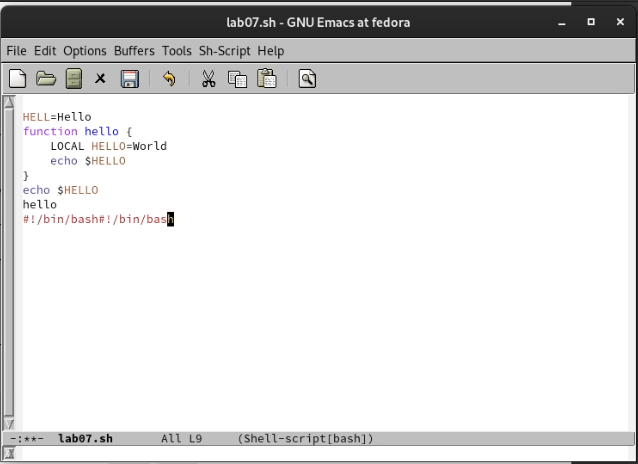 lab07.sh - GNU Emacs at fedora
File Edit Options Buffers Tools Sh-Script Help
HELL=Hello
function hello {
    LOCAL HELLO=World
    echo $HELLO
}
echo $HELLO
hello
#!/bin/bash#!/bin/bash
-:**-  lab07.sh       All L9     (Shell-script[bash])